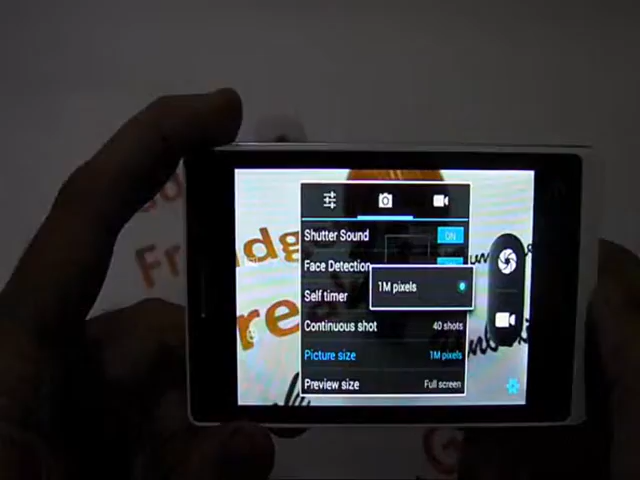 Shutter Sound ON
Face Detection
1M pixels
Self timer
Continuous shot 40 shots
Picture size 1M pixels
Preview size Full screen